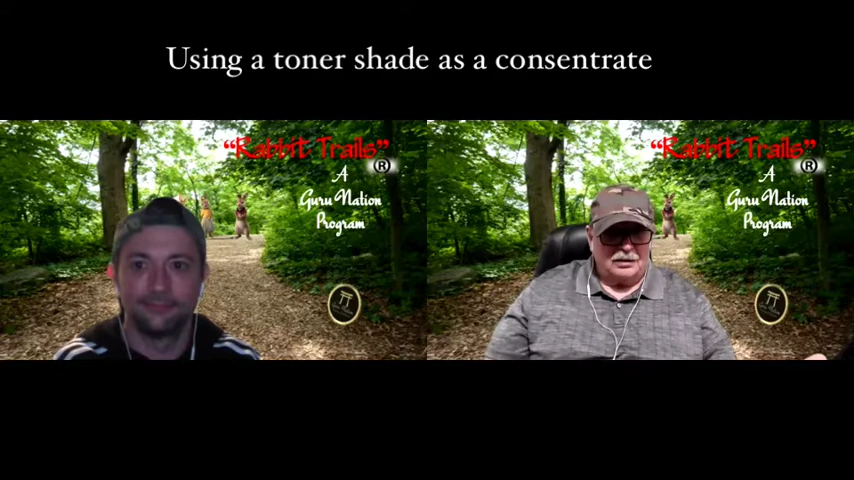 Using a toner shade as a consentrate
“Rabbit Trails”®
A
Guru Nation
Program
“Rabbit Trails”®
A
Guru Nation
Program